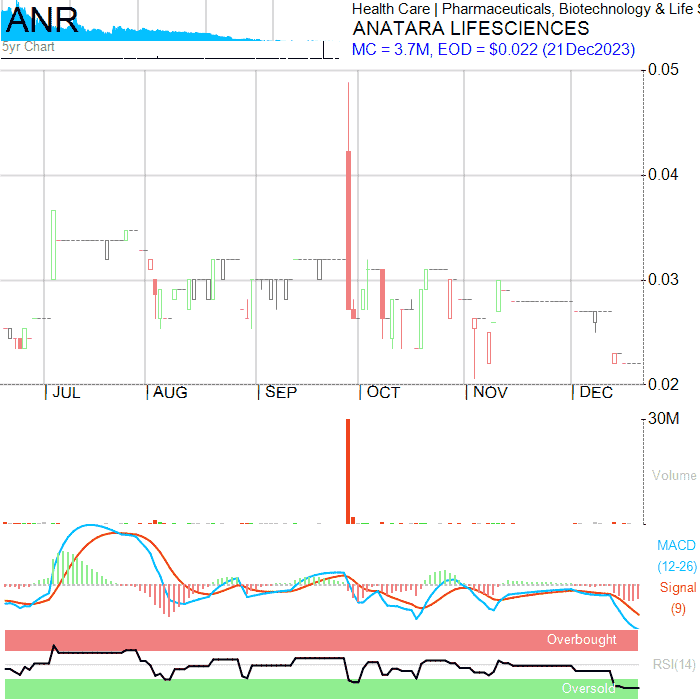 ANR
Health Care | Pharmaceuticals, Biotechnology & Life S
ANATARA LIFESCIENCES
5yr Chart
MC = 3.7M, EOD = $0.022 (21Dec2023)
0.05
0.04
0.03
0.02
| JUL | AUG | SEP | OCT | NOV | DEC
30M
Volume
MACD
(12-26)
Signal
(9)
Overbought
RSI(14)
Oversold